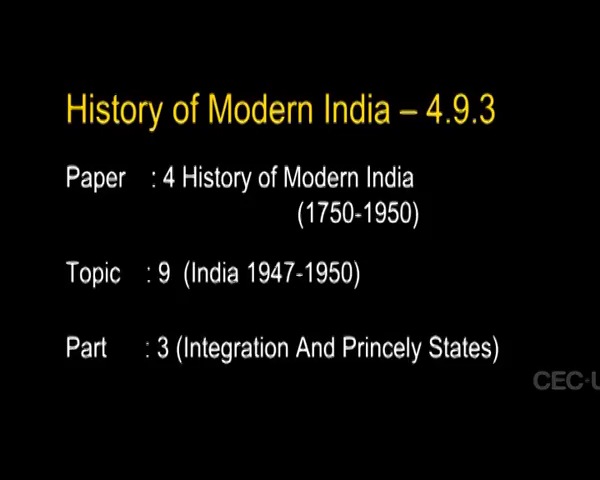 History of Modern India – 4.9.3
Paper : 4 History of Modern India
(1750-1950)
Topic : 9 (India 1947-1950)
Part : 3 (Integration And Princely States)
CEC-U